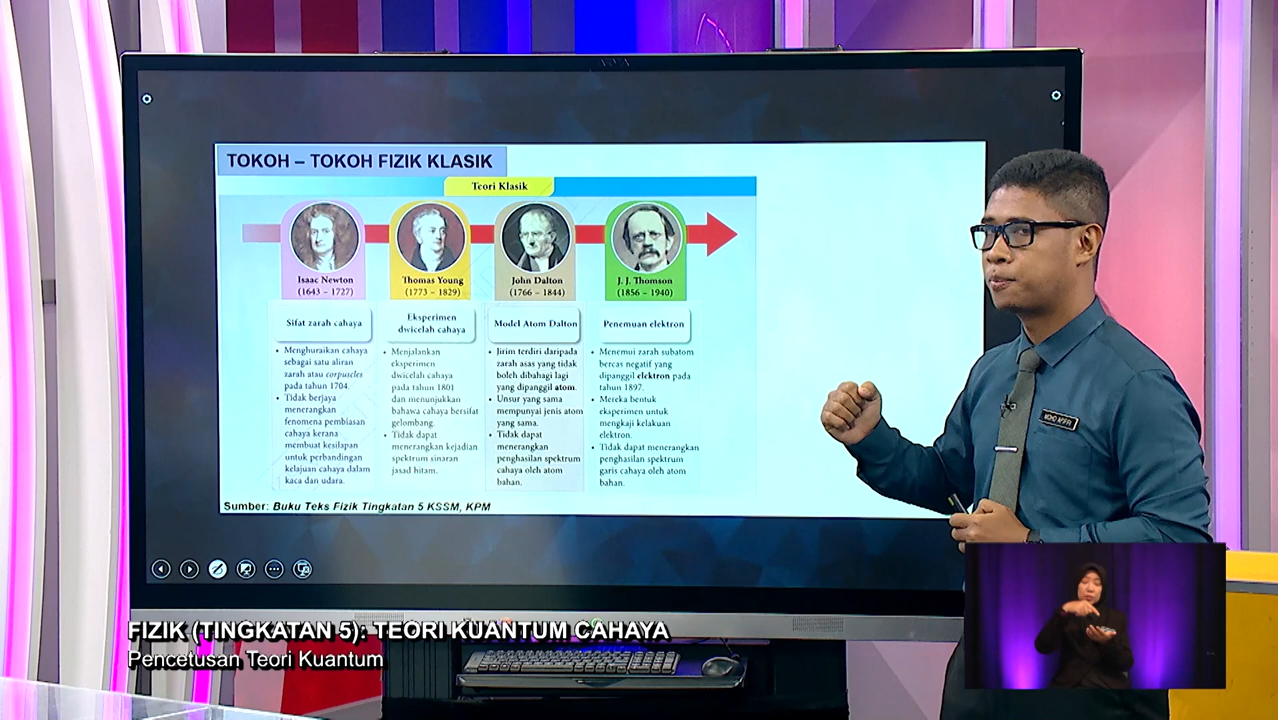 TOKOH – TOKOH FIZIK KLASIK
Teori Klasik
Isaac Newton
(1643 – 1727)
Sifat zarah cahaya
• Menghuraikan cahaya
sebagai satu aliran
zarah atau corpuscles
pada tahun 1704.
• Tidak berjaya
menerangkan
fenomena pembiasan
cahaya kerana
membuat kesilapan
untuk perbandingan
kelajuan cahaya dalam
kaca dan udara.
Thomas Young
(1773 – 1829)
Eksperimen
dwicelah cahaya
• Menjalankan
eksperimen
dwicelah cahaya
pada tahun 1801
dan menunjukkan
bahawa cahaya bersifat
gelombang.
• Tidak dapat
menerangkan kejadian
spektrum sinaran
jasad hitam.
John Dalton
(1766 – 1844)
Model Atom Dalton
• Jirim terdiri daripada
zarah asas yang tidak
boleh dibahagi lagi
yang dipanggil atom.
• Unsur yang sama
mempunyai jenis atom
yang sama.
• Tidak dapat
menerangkan
penghasilan spektrum
cahaya oleh atom
bahan.
J. J. Thomson
(1856 – 1940)
Penemuan elektron
• Menemui zarah subatom
bercas negatif yang
dipanggil elektron pada
tahun 1897.
• Mereka bentuk
eksperimen untuk
mengkaji kelakuan
elektron.
• Tidak dapat menerangkan
penghasilan spektrum
garis cahaya oleh atom
bahan.
Sumber: Buku Teks Fizik Tingkatan 5 KSSM, KPM
FIZIK (TINGKATAN 5): TEORI KUANTUM CAHAYA
Pencetusan Teori Kuantum